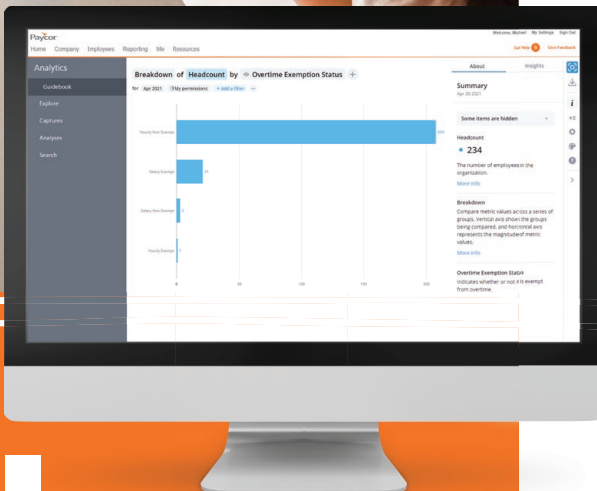 Paycor
Welcome, Michael My Settings Sign Out
Home Company Employees Reporting Me Resources
Get Help Give Feedback
Analytics
Guidebook
Explore
Captures
Analyses
Search
Breakdown of Headcount by Overtime Exemption Status +
for Apr 2021 My permissions + add a filter
Hourly Non Exempt
Salary Exempt
Salary Non Exempt
Hourly Exempt
0 50 100 150 200
About Insights
Summary
Apr 30 2021
Some items are hidden
Headcount
234
The number of employees in the
organization.
More info
Breakdown
Compare metric values across a series of
groups. Vertical axis shows the groups
being compared, and horizontal axis
represents the magnitude of metric
values.
More info
Overtime Exemption Status
Indicates whether or not it is exempt
from overtime.